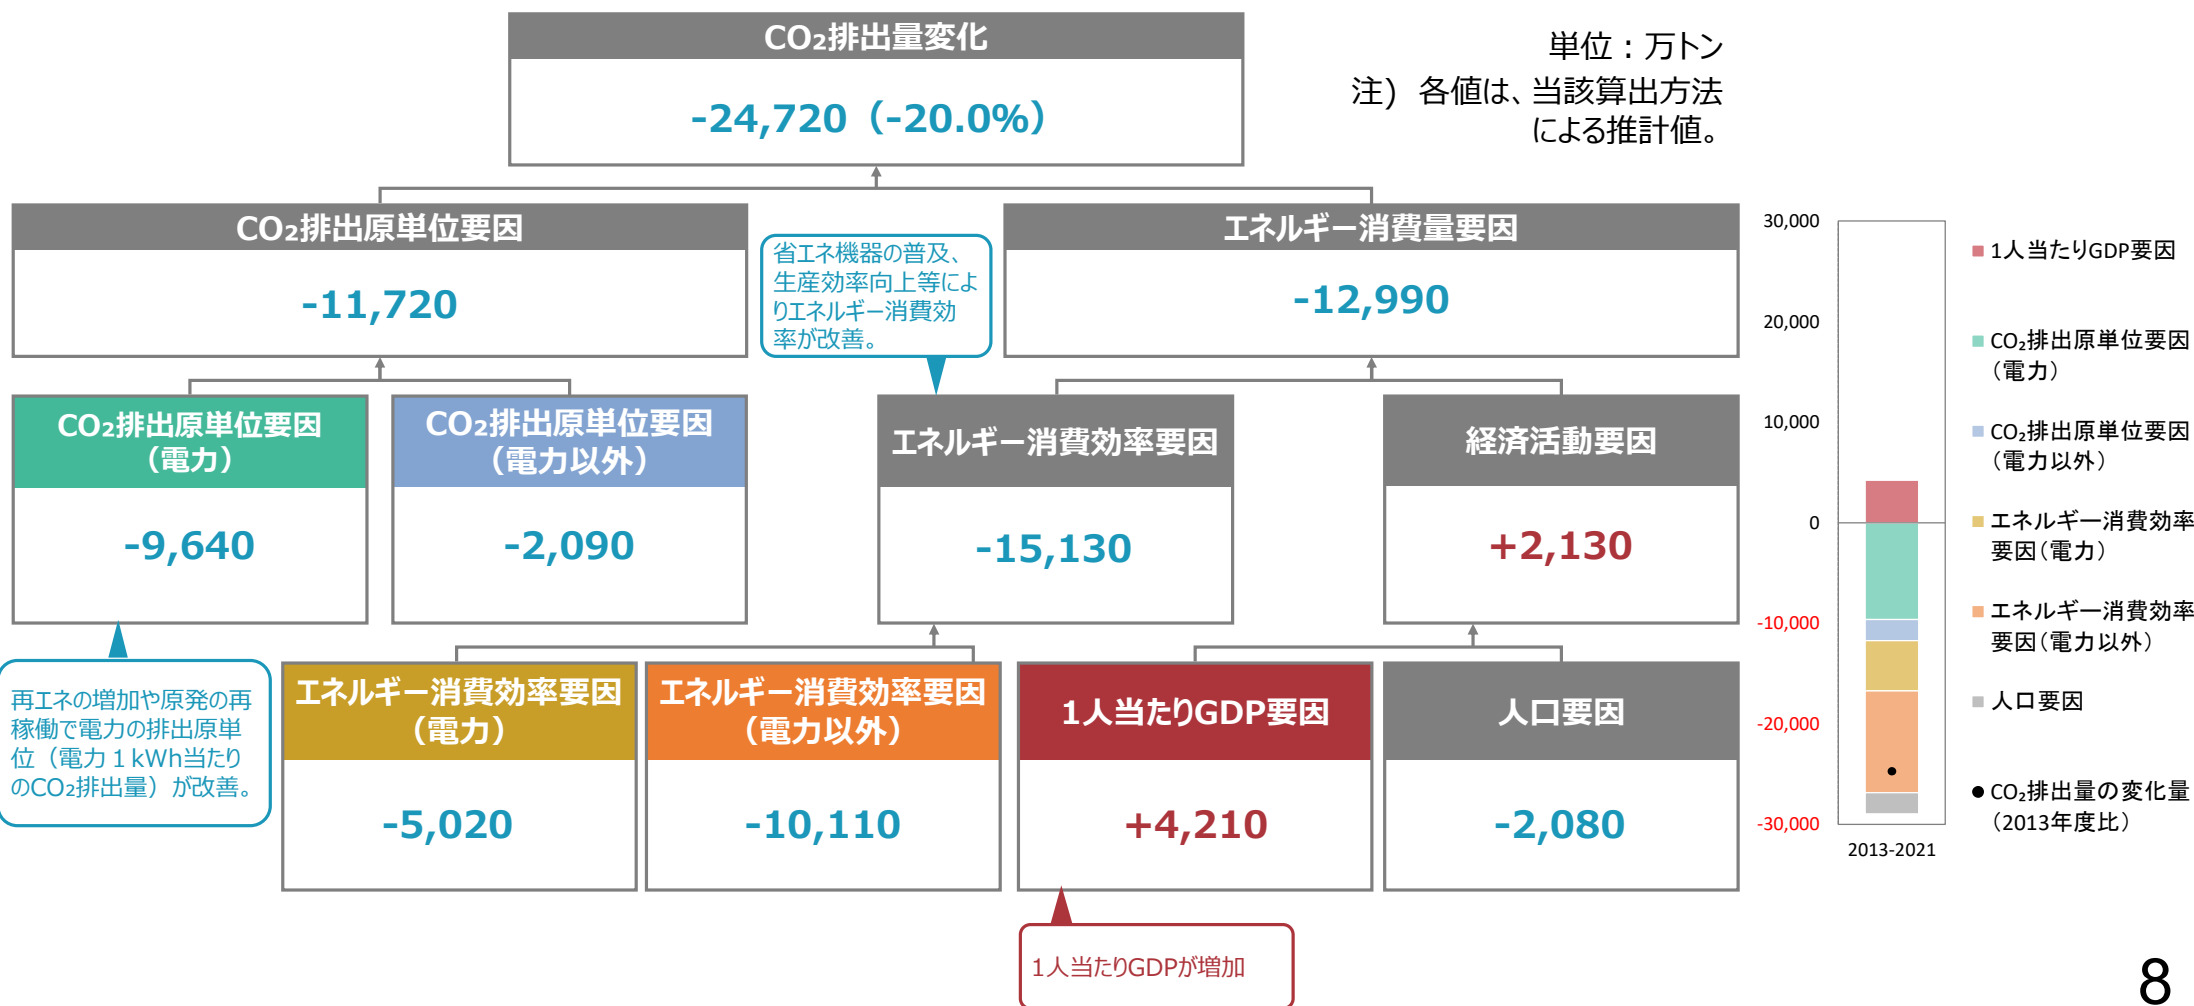 CO₂排出量変化
-24,720（-20.0%）
単位：万トン
注）各値は、当該算出方法
による推計値。
CO₂排出原単位要因
-11,720
エネルギー消費量要因
-12,990
省エネ機器の普及、
生産効率向上等によ
りエネルギー消費効
率が改善。
CO₂排出原単位要因
（電力）
-9,640
CO₂排出原単位要因
（電力以外）
-2,090
エネルギー消費効率要因
-15,130
経済活動要因
+2,130
再エネの増加や原発の再
稼働で電力の排出原単
位（電力１kWh当たり
のCO₂排出量）が改善。
エネルギー消費効率要因
（電力）
-5,020
エネルギー消費効率要因
（電力以外）
-10,110
1人当たりGDP要因
+4,210
人口要因
-2,080
1人当たりGDPが増加
30,000
20,000
10,000
0
-10,000
-20,000
-30,000
2013-2021
1人当たりGDP要因
CO₂排出原単位要因
（電力）
CO₂排出原単位要因
（電力以外）
エネルギー消費効率
要因（電力）
エネルギー消費効率
要因（電力以外）
人口要因
CO₂排出量の変化量
（2013年度比）
8